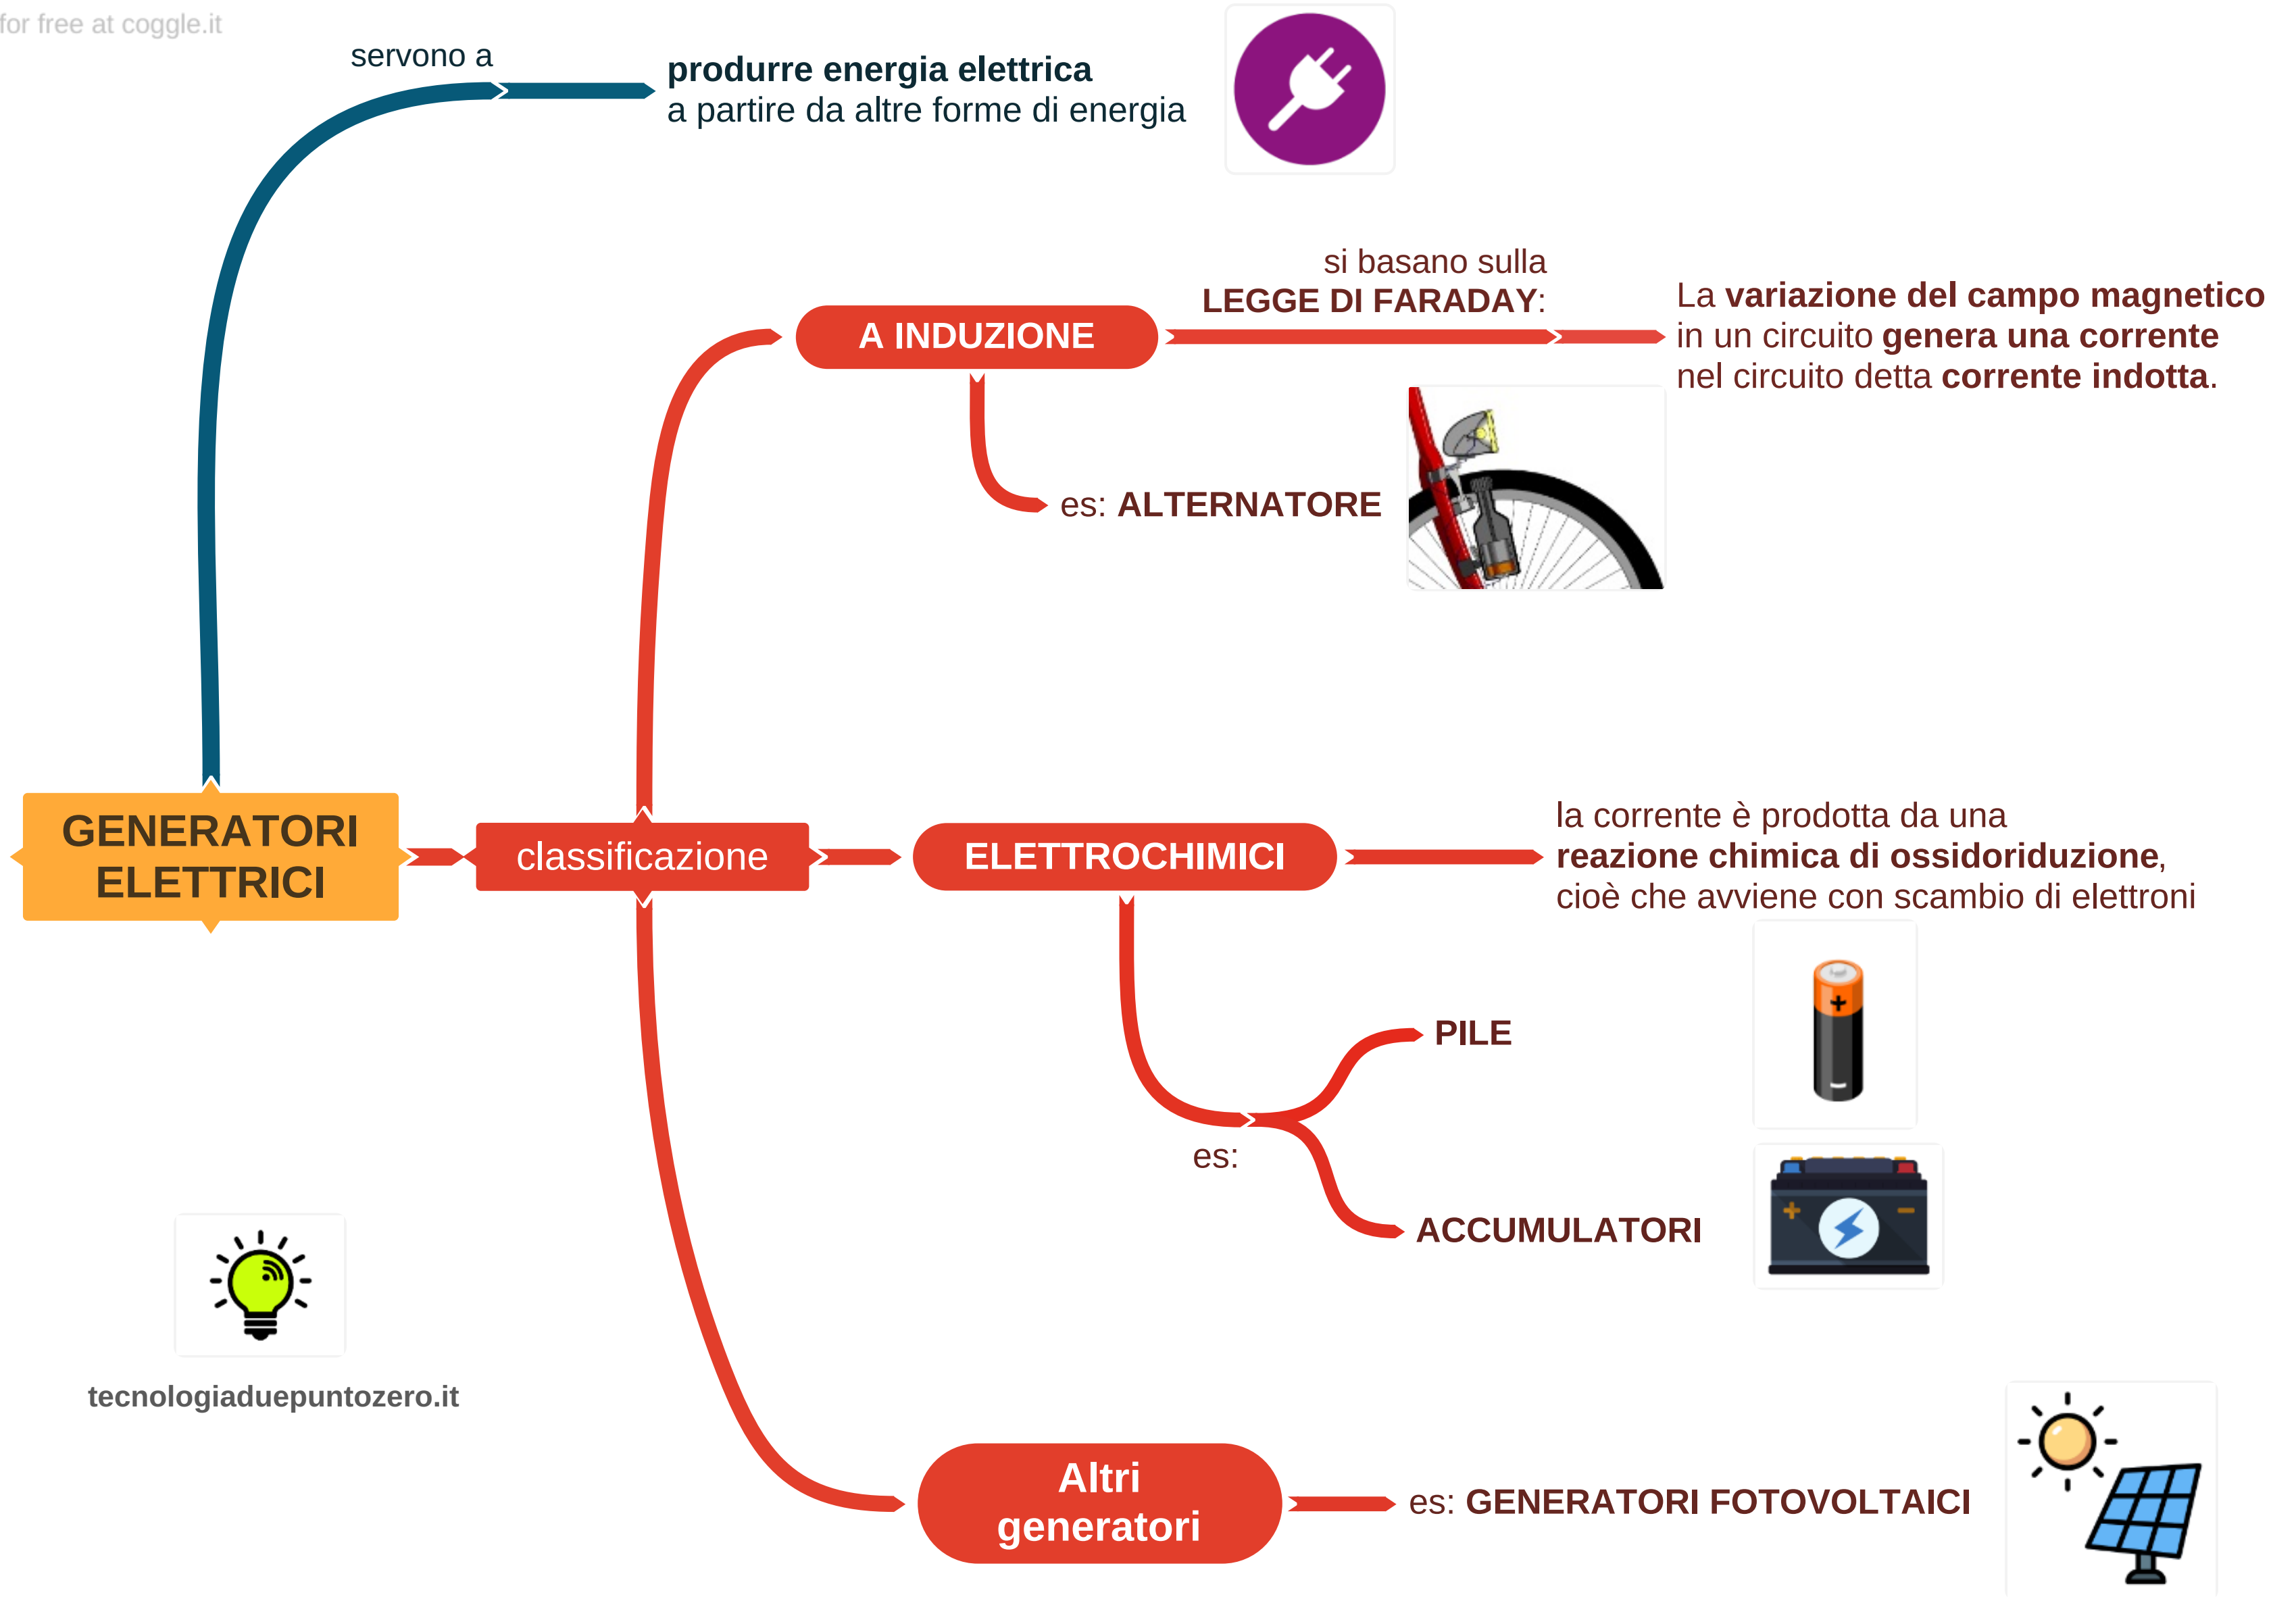 for free at coggle.it
servono a
produrre energia elettrica
a partire da altre forme di energia
A INDUZIONE
si basano sulla
LEGGE DI FARADAY:
La variazione del campo magnetico
in un circuito genera una corrente
nel circuito detta corrente indotta.
es: ALTERNATORE
GENERATORI
ELETTRICI
classificazione
ELETTROCHIMICI
la corrente è prodotta da una
reazione chimica di ossidoriduzione,
cioè che avviene con scambio di elettroni
es:
PILE
ACCUMULATORI
tecnologiaduepuntozero.it
Altri
generatori
es: GENERATORI FOTOVOLTAICI